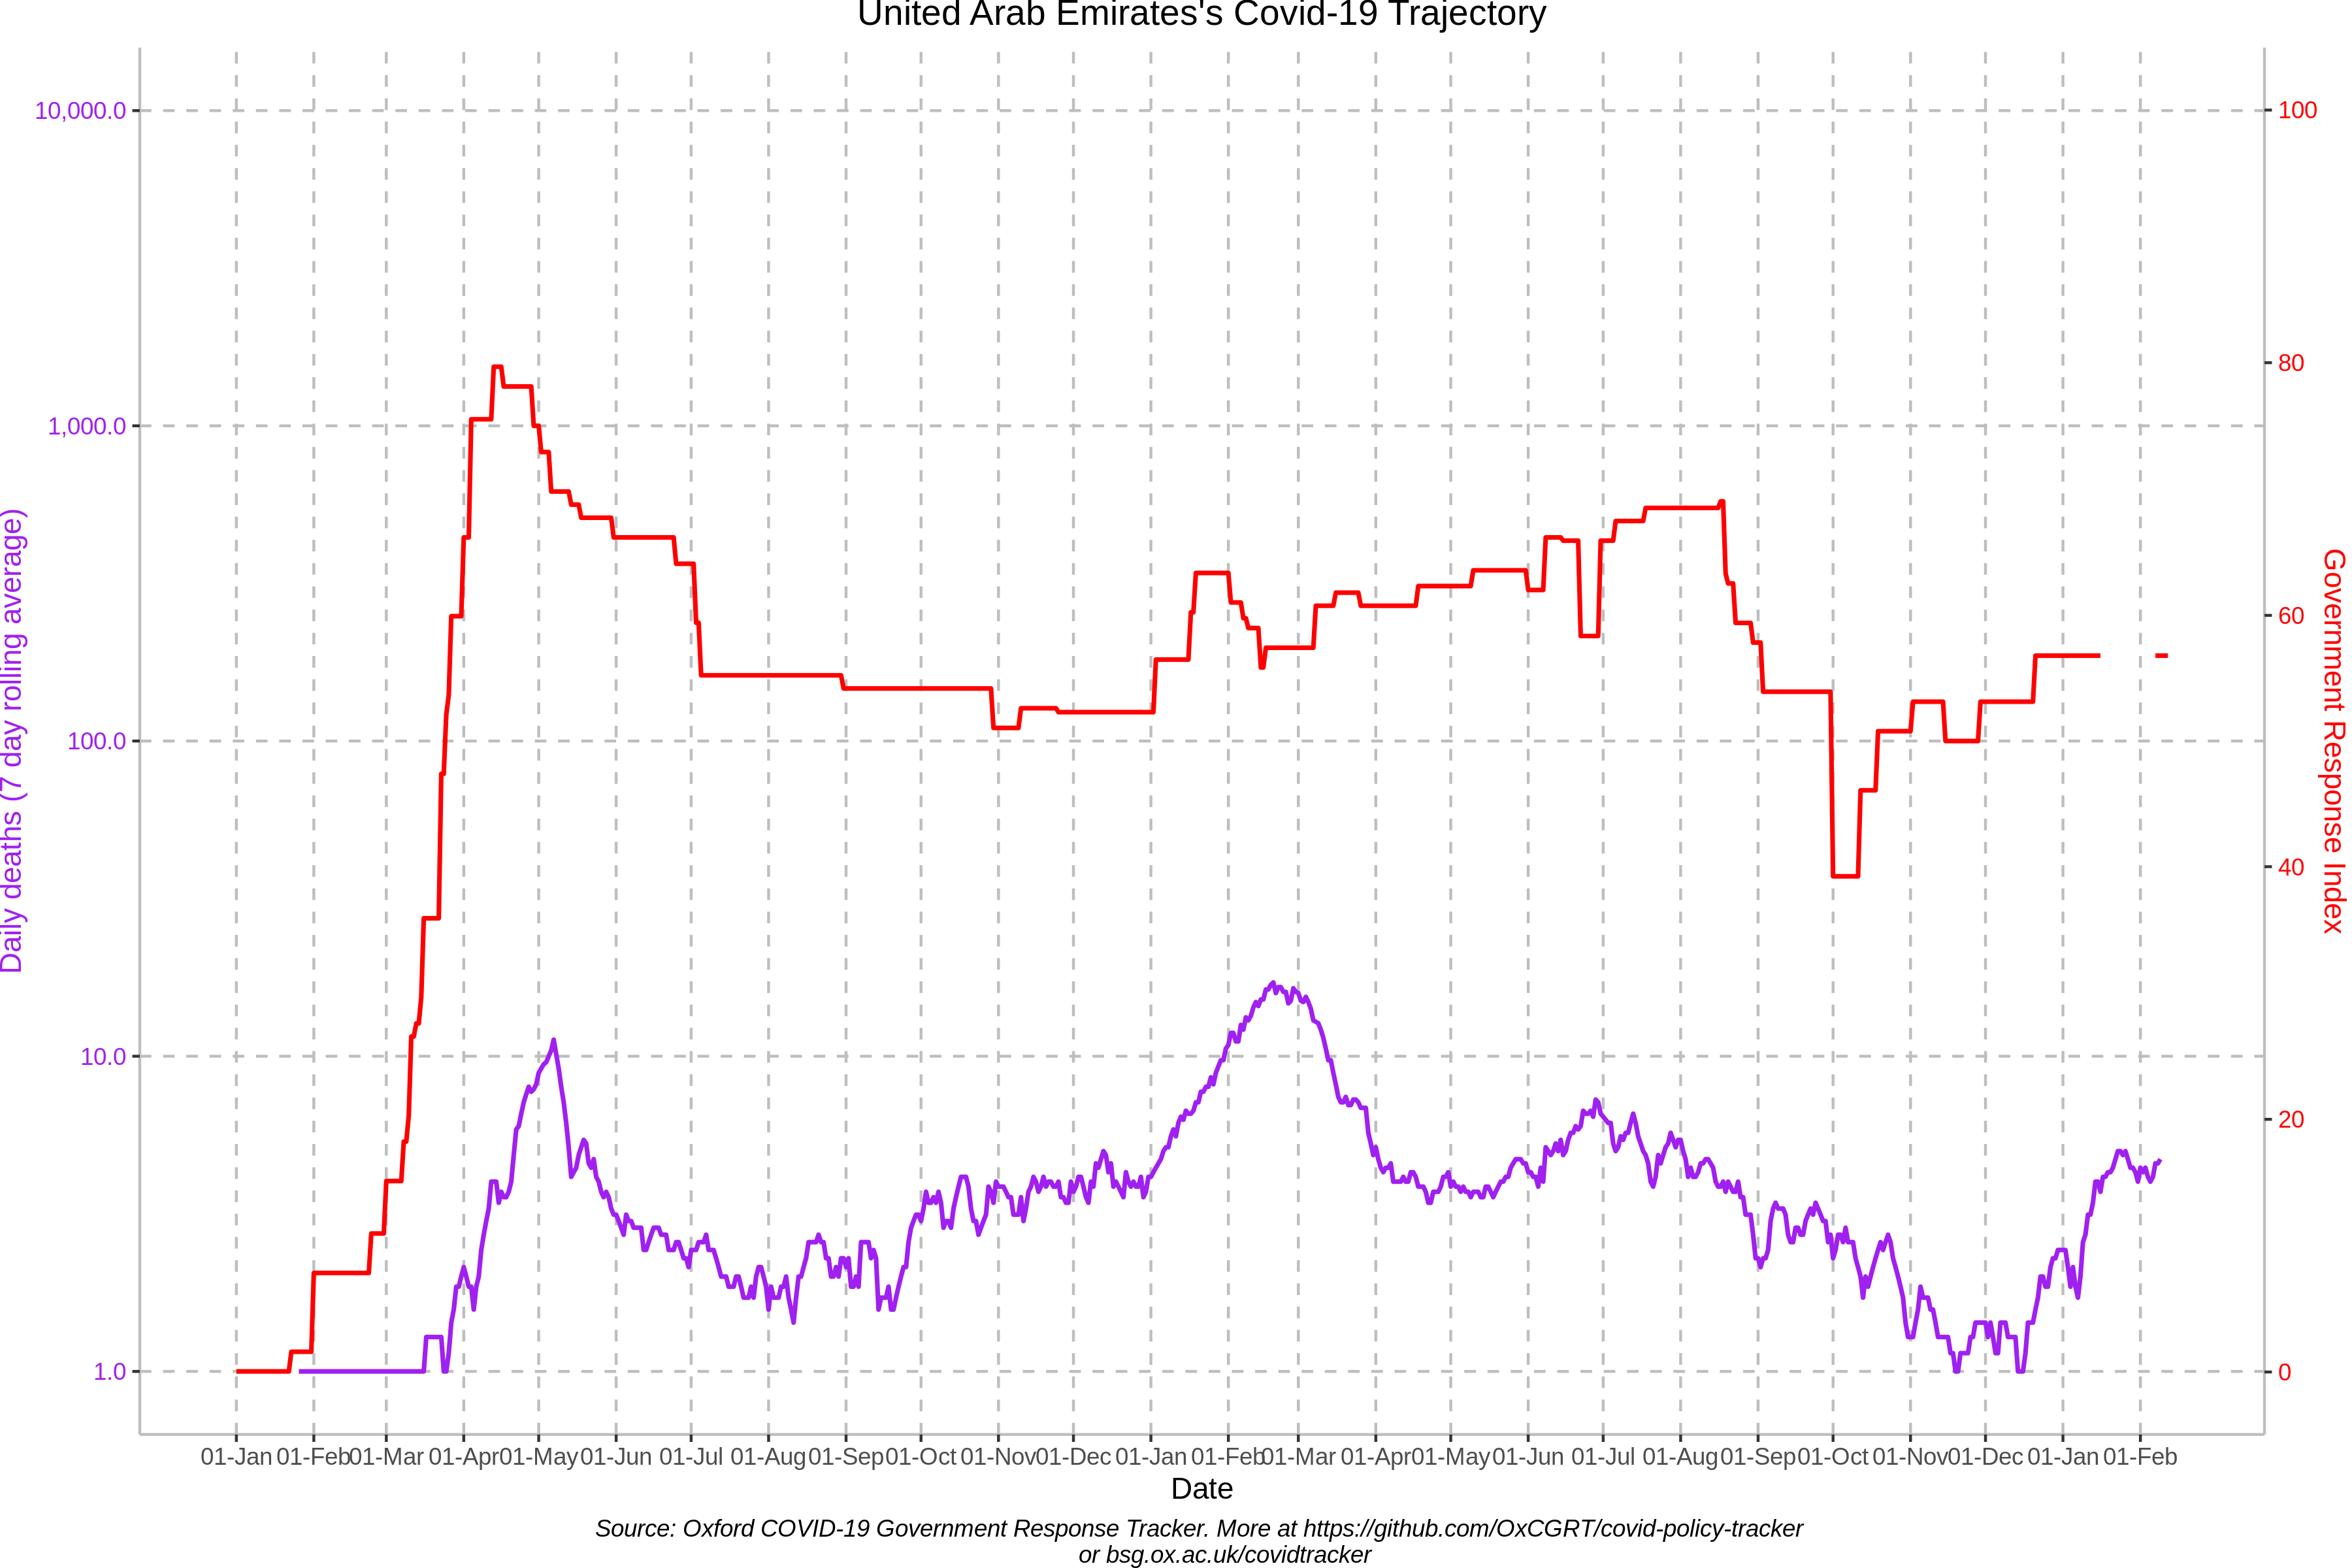 United Arab Emirates's Covid-19 Trajectory
10,000.0
1,000.0
100.0
10.0
1.0
Daily deaths (7 day rolling average)
100
80
60
40
20
0
Government Response Index
01-Jan 01-Feb 01-Mar 01-Apr 01-May 01-Jun 01-Jul 01-Aug 01-Sep 01-Oct 01-Nov 01-Dec 01-Jan 01-Feb 01-Mar 01-Apr 01-May 01-Jun 01-Jul 01-Aug 01-Sep 01-Oct 01-Nov 01-Dec 01-Jan 01-Feb
Date
Source: Oxford COVID-19 Government Response Tracker. More at https://github.com/OxCGRT/covid-policy-tracker
or bsg.ox.ac.uk/covidtracker